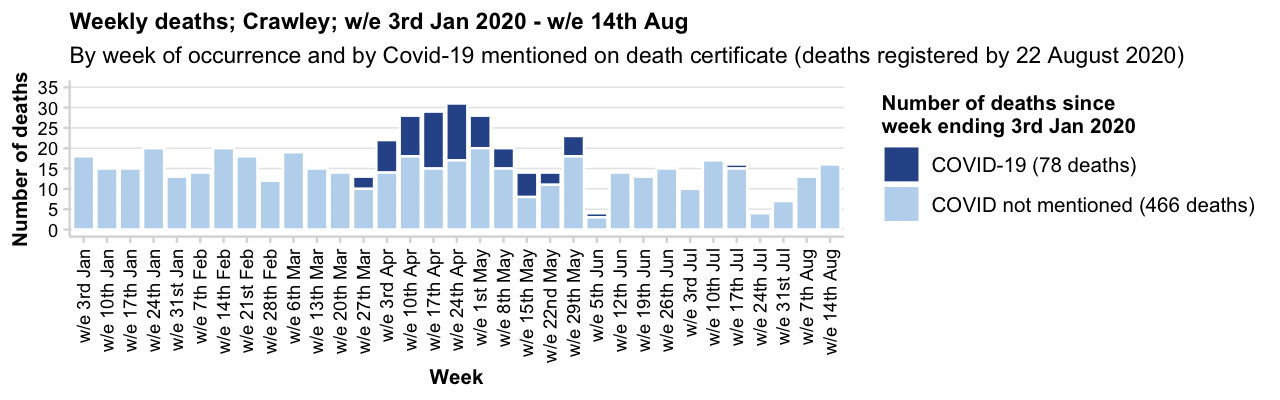 Weekly deaths; Crawley; w/e 3rd Jan 2020 - w/e 14th Aug
By week of occurrence and by Covid-19 mentioned on death certificate (deaths registered by 22 August 2020)
Number of deaths
35
30
25
20
15
10
5
0
w/e 3rd Jan
w/e 10th Jan
w/e 17th Jan
w/e 24th Jan
w/e 31st Jan
w/e 7th Feb
w/e 14th Feb
w/e 21st Feb
w/e 28th Feb
w/e 6th Mar
w/e 13th Mar
w/e 20th Mar
w/e 27th Mar
w/e 3rd Apr
w/e 10th Apr
w/e 17th Apr
w/e 24th Apr
w/e 1st May
w/e 8th May
w/e 15th May
w/e 22nd May
w/e 29th May
w/e 5th Jun
w/e 12th Jun
w/e 19th Jun
w/e 26th Jun
w/e 3rd Jul
w/e 10th Jul
w/e 17th Jul
w/e 24th Jul
w/e 31st Jul
w/e 7th Aug
w/e 14th Aug
Week
Number of deaths since
week ending 3rd Jan 2020
COVID-19 (78 deaths)
COVID not mentioned (466 deaths)